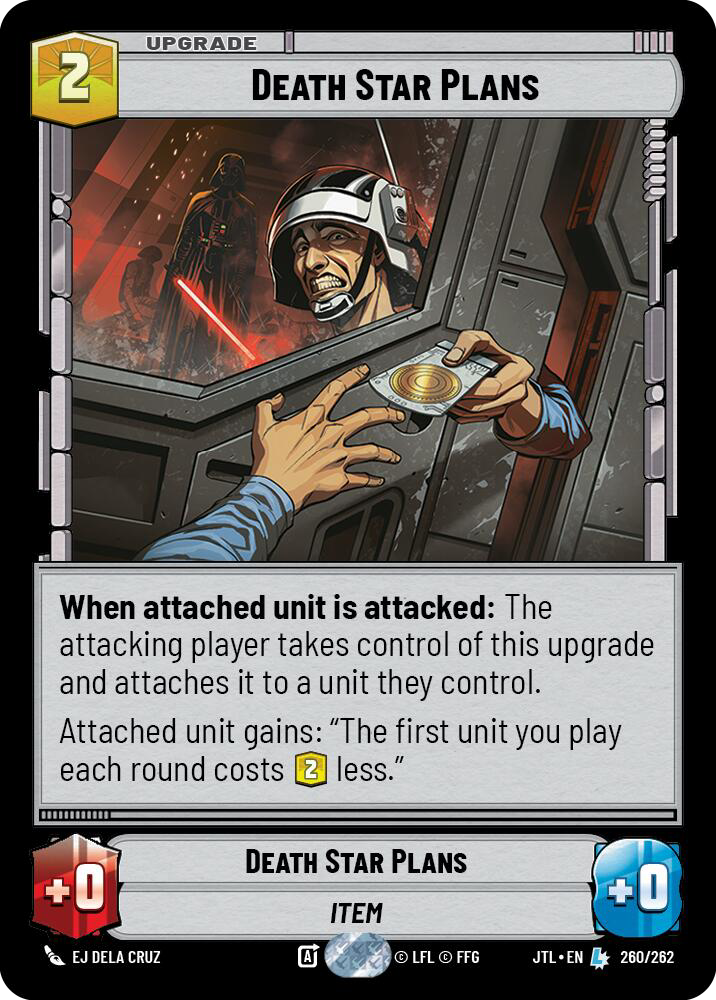 UPGRADE
2
DEATH STAR PLANS
When attached unit is attacked: The
attacking player takes control of this upgrade
and attaches it to a unit they control.
Attached unit gains: “The first unit you play
each round costs 2 less.”
DEATH STAR PLANS
+0
+0
ITEM
EJ DELA CRUZ
A
© LFL © FFG
JTL • EN
L
260/262